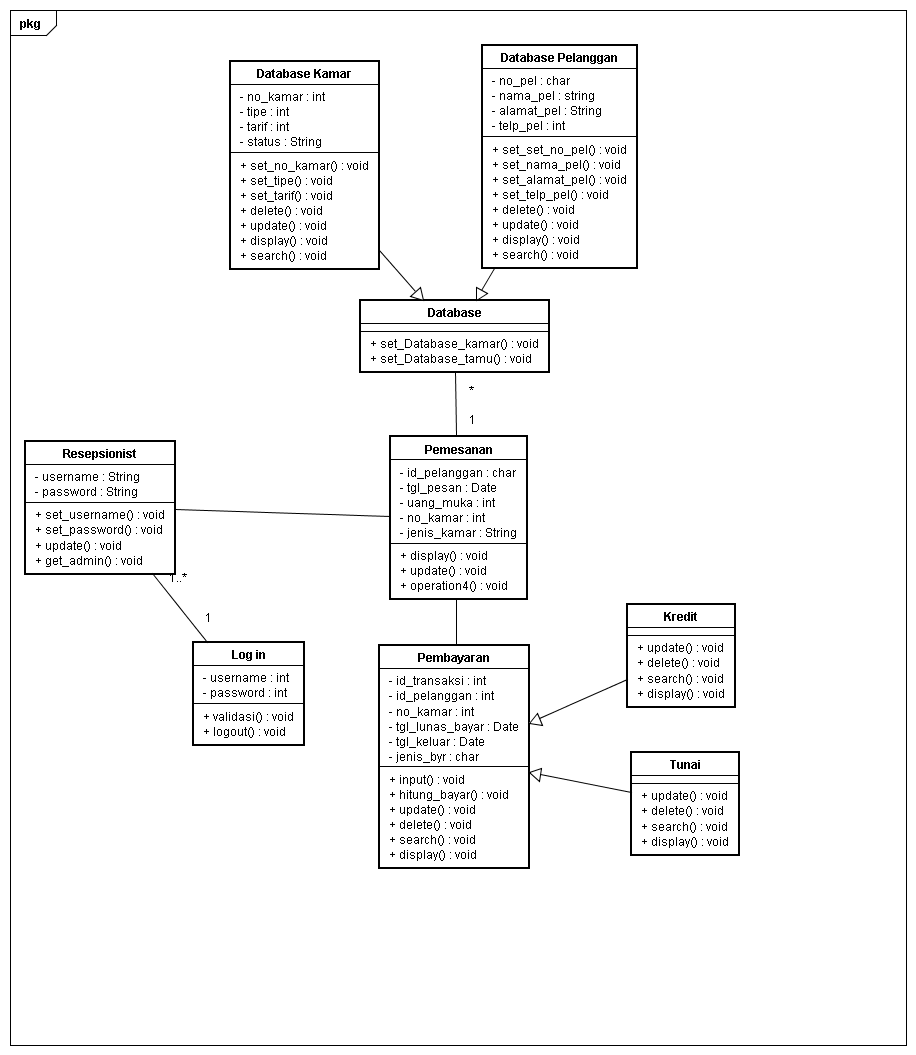 pkg
Database Kamar
- no_kamar : int
- tipe : int
- tarif : int
- status : String
+ set_no_kamar() : void
+ set_tipe() : void
+ set_tarif() : void
+ delete() : void
+ update() : void
+ display() : void
+ search() : void
Database Pelanggan
- no_pel : char
- nama_pel : string
- alamat_pel : String
- telp_pel : int
+ set_set_no_pel() : void
+ set_nama_pel() : void
+ set_alamat_pel() : void
+ set_telp_pel() : void
+ delete() : void
+ update() : void
+ display() : void
+ search() : void
Database
+ set_Database_kamar() : void
+ set_Database_tamu() : void
*
1
Resepsionist
- username : String
- password : String
+ set_username() : void
+ set_password() : void
+ update() : void
+ get_admin() : void
1..*
1
Pemesanan
- id_pelanggan : char
- tgl_pesan : Date
- uang_muka : int
- no_kamar : int
- jenis_kamar : String
+ display() : void
+ update() : void
+ operation4() : void
Log in
- username : int
- password : int
+ validasi() : void
+ logout() : void
Pembayaran
- id_transaksi : int
- id_pelanggan : int
- no_kamar : int
- tgl_lunas_bayar : Date
- tgl_keluar : Date
- jenis_byr : char
+ input() : void
+ hitung_bayar() : void
+ update() : void
+ delete() : void
+ search() : void
+ display() : void
Kredit
+ update() : void
+ delete() : void
+ search() : void
+ display() : void
Tunai
+ update() : void
+ delete() : void
+ search() : void
+ display() : void